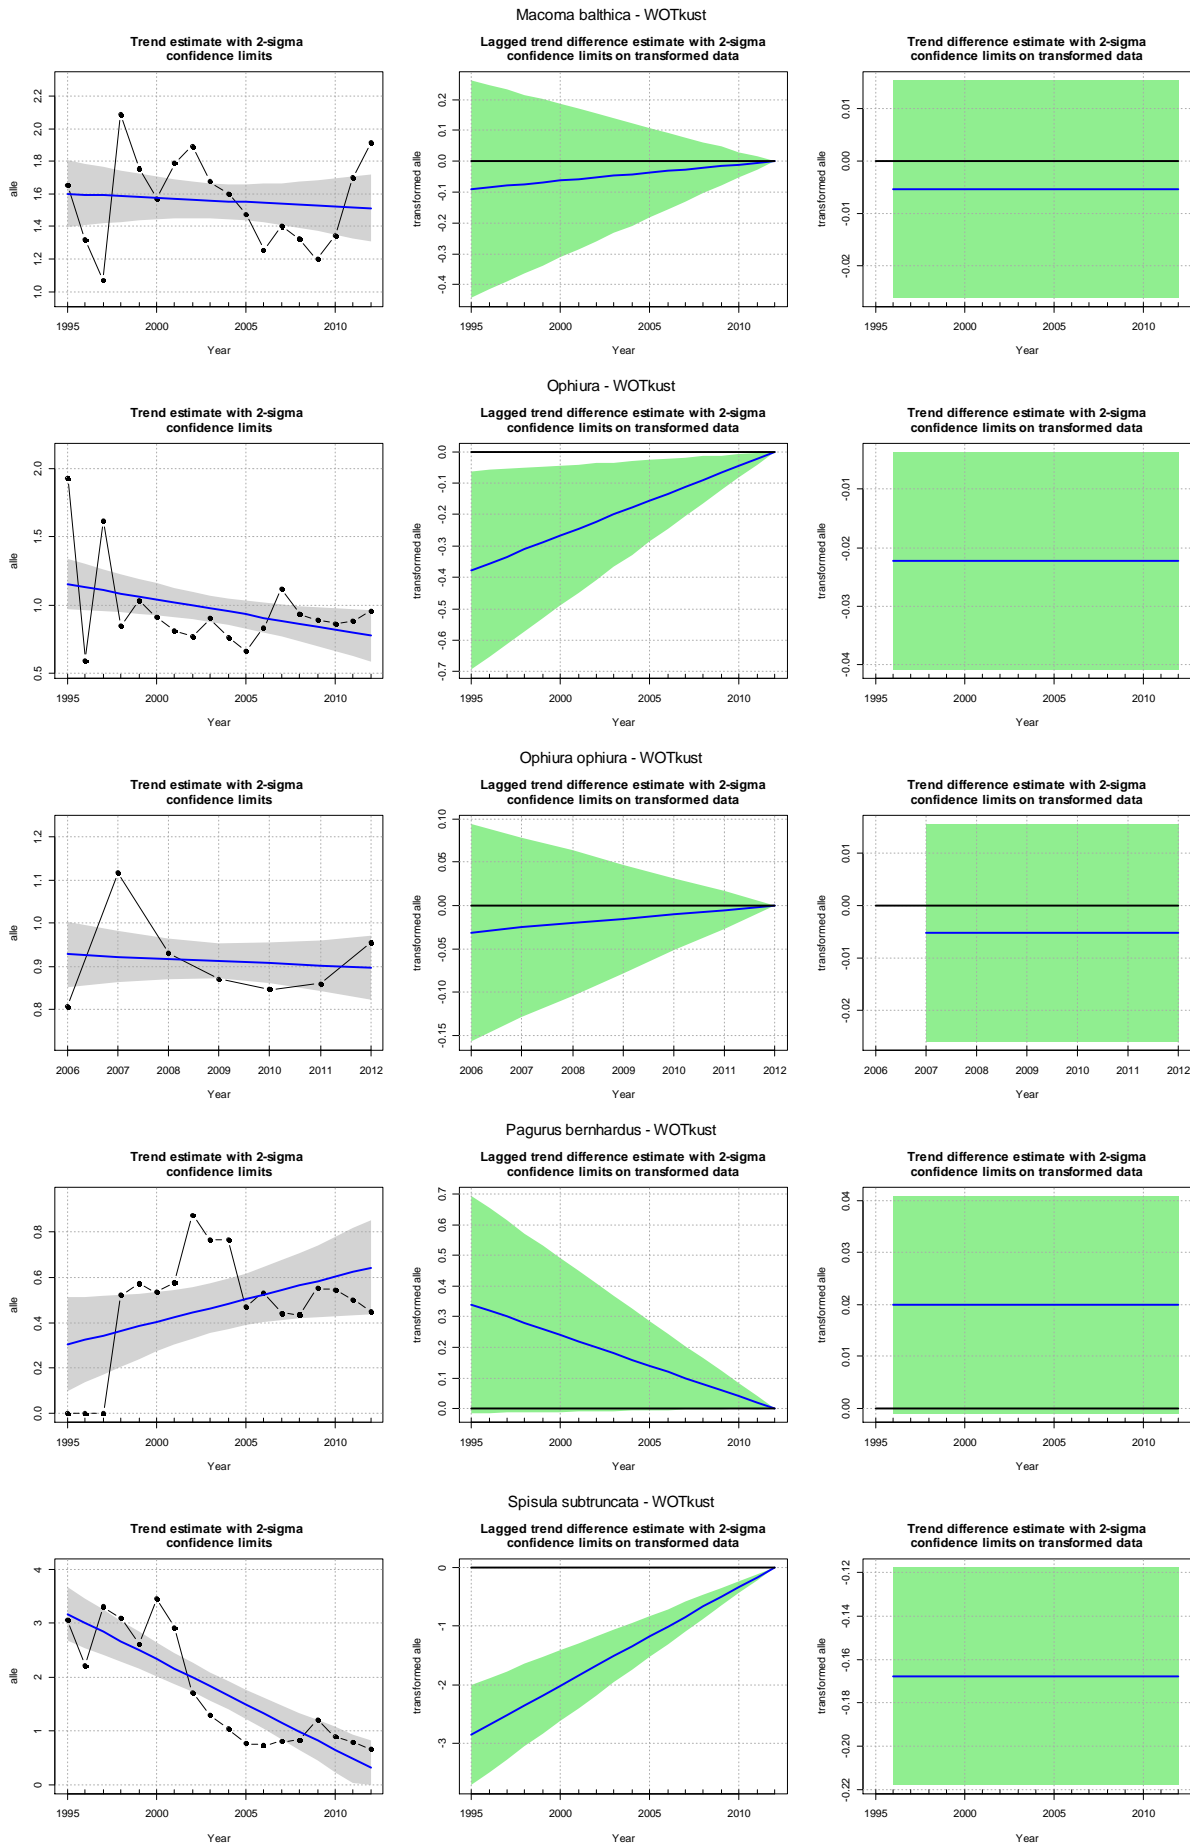 Macoma balthica - WOTkust
Trend estimate with 2-sigma
confidence limits
alle
1.0 1.2 1.4 1.6 1.8 2.0 2.2
1995 2000 2005 2010
Year
Lagged trend difference estimate with 2-sigma
confidence limits on transformed data
transformed alle
-0.4 -0.3 -0.2 -0.1 0.0 0.1 0.2
1995 2000 2005 2010
Year
Trend difference estimate with 2-sigma
confidence limits on transformed data
-0.02 -0.01 0.00 0.01
1995 2000 2005 2010
Year
Ophiura - WOTkust
Trend estimate with 2-sigma
confidence limits
alle
0.5 1.0 1.5 2.0
1995 2000 2005 2010
Year
Lagged trend difference estimate with 2-sigma
confidence limits on transformed data
transformed alle
-0.7 -0.6 -0.5 -0.4 -0.3 -0.2 -0.1 0.0
1995 2000 2005 2010
Year
Trend difference estimate with 2-sigma
confidence limits on transformed data
-0.04 -0.03 -0.02 -0.01
1995 2000 2005 2010
Year
Ophiura ophiura - WOTkust
Trend estimate with 2-sigma
confidence limits
alle
0.8 0.9 1.0 1.1 1.2
2006 2007 2008 2009 2010 2011 2012
Year
Lagged trend difference estimate with 2-sigma
confidence limits on transformed data
transformed alle
-0.15 -0.10 -0.05 0.00 0.05 0.10
2006 2007 2008 2009 2010 2011 2012
Year
Trend difference estimate with 2-sigma
confidence limits on transformed data
-0.02 -0.01 0.00 0.01
2006 2007 2008 2009 2010 2011 2012
Year
Pagurus bernhardus - WOTkust
Trend estimate with 2-sigma
confidence limits
alle
0.0 0.2 0.4 0.6 0.8
1995 2000 2005 2010
Year
Lagged trend difference estimate with 2-sigma
confidence limits on transformed data
transformed alle
0.0 0.1 0.2 0.3 0.4 0.5 0.6 0.7
1995 2000 2005 2010
Year
Trend difference estimate with 2-sigma
confidence limits on transformed data
0.00 0.01 0.02 0.03 0.04
1995 2000 2005 2010
Year
Spisula subtruncata - WOTkust
Trend estimate with 2-sigma
confidence limits
alle
0 1 2 3 4
1995 2000 2005 2010
Year
Lagged trend difference estimate with 2-sigma
confidence limits on transformed data
transformed alle
-3 -2 -1 0
1995 2000 2005 2010
Year
Trend difference estimate with 2-sigma
confidence limits on transformed data
-0.22 -0.20 -0.18 -0.16 -0.14 -0.12
1995 2000 2005 2010
Year